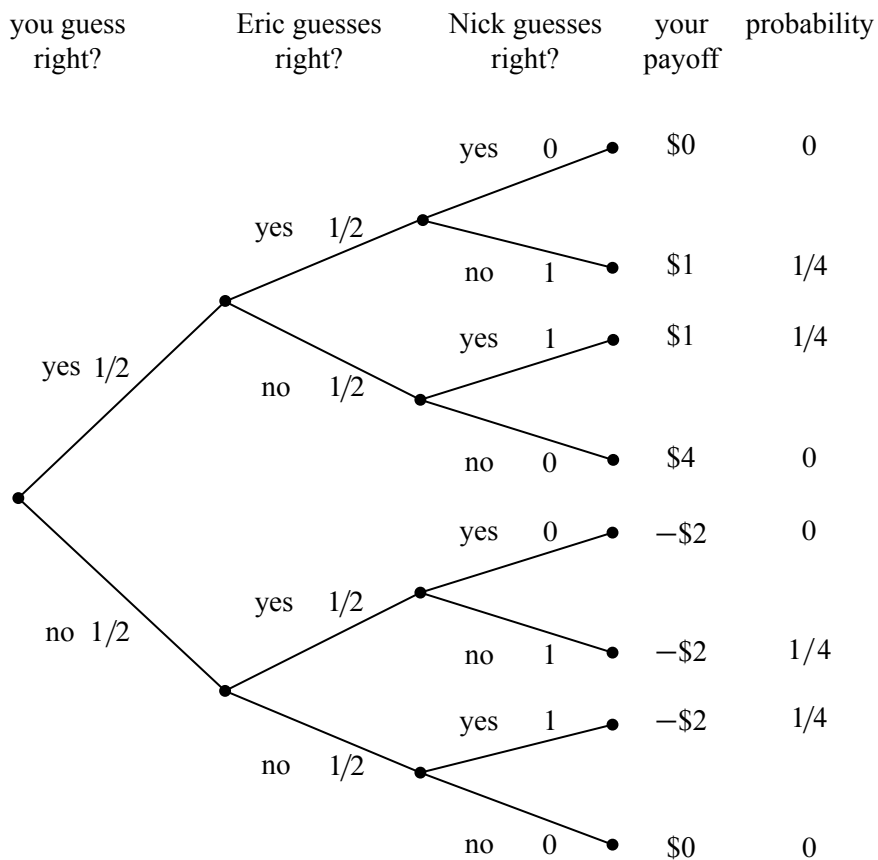 you guess right?
Eric guesses right?
Nick guesses right?
your payoff
probability
yes 0 $0 0
yes 1/2
no 1 $1 1/4
yes 1 $1 1/4
yes 1/2
no 1/2
no 0 $4 0
yes 0 −$2 0
yes 1/2
no 1/2
no 1 −$2 1/4
yes 1 −$2 1/4
no 1/2
no 0 $0 0